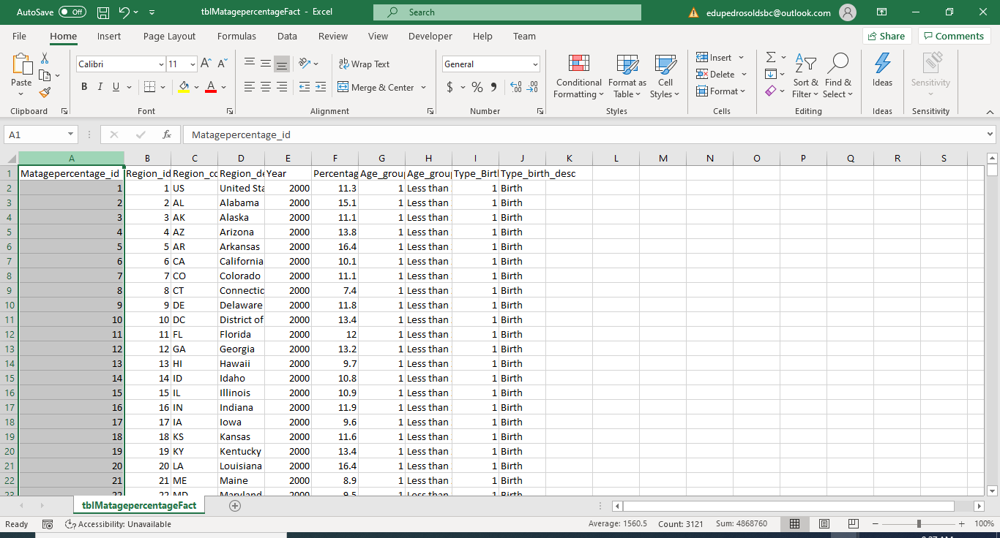 AutoSave Off tblMatagepercentageFact - Excel Search edupedrosoldsbc@outlook.com
File Home Insert Page Layout Formulas Data Review View Developer Help Team Share Comments
Calibri 11 Wrap Text General Insert
Paste B I U Merge & Center $ % Conditional Formatting Format as Table Cell Styles Delete Format Sort & Filter Find & Select Ideas Sensitivity
Clipboard Font Alignment Number Styles Cells Editing Ideas Sensitivity
A1 fx Matagepercentage_id
A B C D E F G H I J K L M N O P Q R S
1 Matagepercentage_id Region_id Region_co Region_de Year Percentag Age_grou Age_grou Type_Birt Type_birth_desc
2 1 1 US United Sta 2000 11.3 1 Less than 1 Birth
3 2 2 AL Alabama 2000 15.1 1 Less than 1 Birth
4 3 3 AK Alaska 2000 11.1 1 Less than 1 Birth
5 4 4 AZ Arizona 2000 13.8 1 Less than 1 Birth
6 5 5 AR Arkansas 2000 16.4 1 Less than 1 Birth
7 6 6 CA California 2000 10.1 1 Less than 1 Birth
8 7 7 CO Colorado 2000 11.1 1 Less than 1 Birth
9 8 8 CT Connectic 2000 7.4 1 Less than 1 Birth
10 9 9 DE Delaware 2000 11.8 1 Less than 1 Birth
11 10 10 DC District of 2000 13.4 1 Less than 1 Birth
12 11 11 FL Florida 2000 12 1 Less than 1 Birth
13 12 12 GA Georgia 2000 13.2 1 Less than 1 Birth
14 13 13 HI Hawaii 2000 9.7 1 Less than 1 Birth
15 14 14 ID Idaho 2000 10.8 1 Less than 1 Birth
16 15 15 IL Illinois 2000 10.9 1 Less than 1 Birth
17 16 16 IN Indiana 2000 11.9 1 Less than 1 Birth
18 17 17 IA Iowa 2000 9.6 1 Less than 1 Birth
19 18 18 KS Kansas 2000 11.6 1 Less than 1 Birth
20 19 19 KY Kentucky 2000 13.4 1 Less than 1 Birth
21 20 20 LA Louisiana 2000 16.4 1 Less than 1 Birth
22 21 21 ME Maine 2000 8.9 1 Less than 1 Birth
23 22 22 MD Maryland 2000 9.5 1 Less than 1 Birth
tblMatagepercentageFact
Ready Accessibility: Unavailable Average: 1560.5 Count: 3121 Sum: 4868760 100%